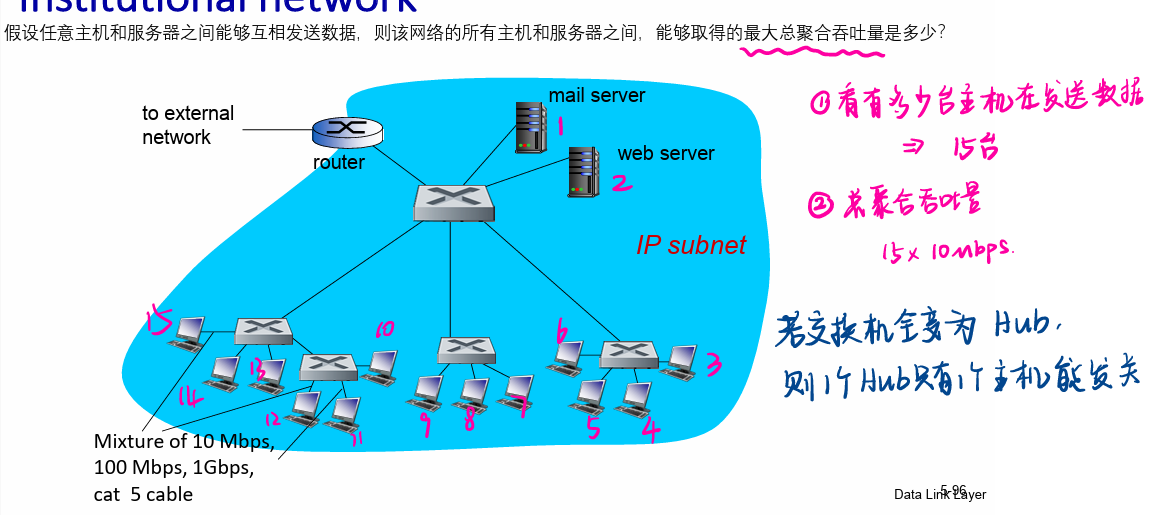 Institutional network
假设任意主机和服务器之间能够互相发送数据，则该网络的所有主机和服务器之间，能够取得的最大总聚合吞吐量是多少？
mail server
to external
network
① 看有多少台主机在发送数据
1
router
web server
⇒ 15台
2
② 总聚合吞吐量
IP subnet
15 x 10Mbps.
15
10
6
若交换机全变为 Hub，
13
3
14
则1个Hub只有1个主机能发
12
11
9
8
7
5
4
Mixture of 10 Mbps,
100 Mbps, 1Gbps,
cat 5 cable
Data Link Layer
5-96